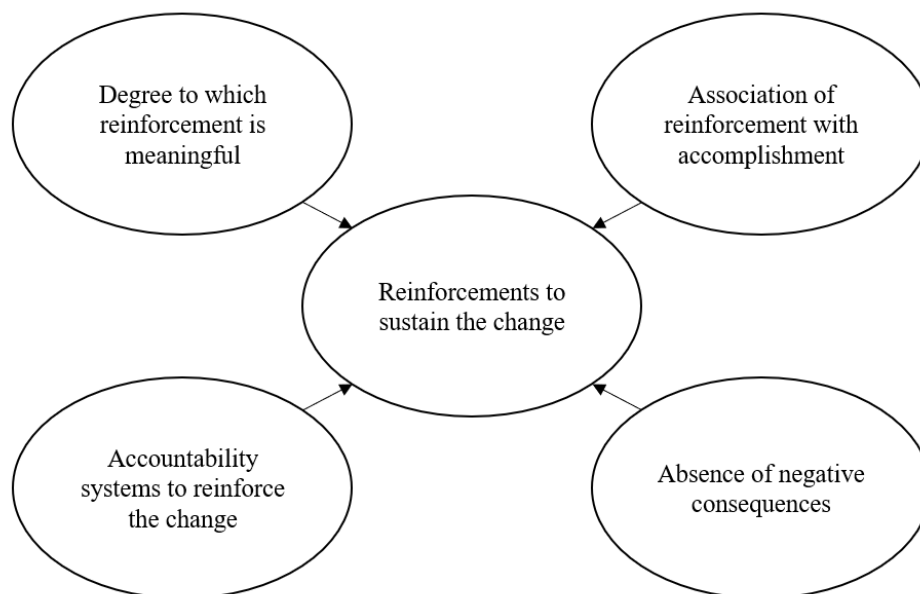 Degree to which
reinforcement is
meaningful
Association of
reinforcement with
accomplishment
Reinforcements to
sustain the change
Accountability
systems to reinforce
the change
Absence of negative
consequences